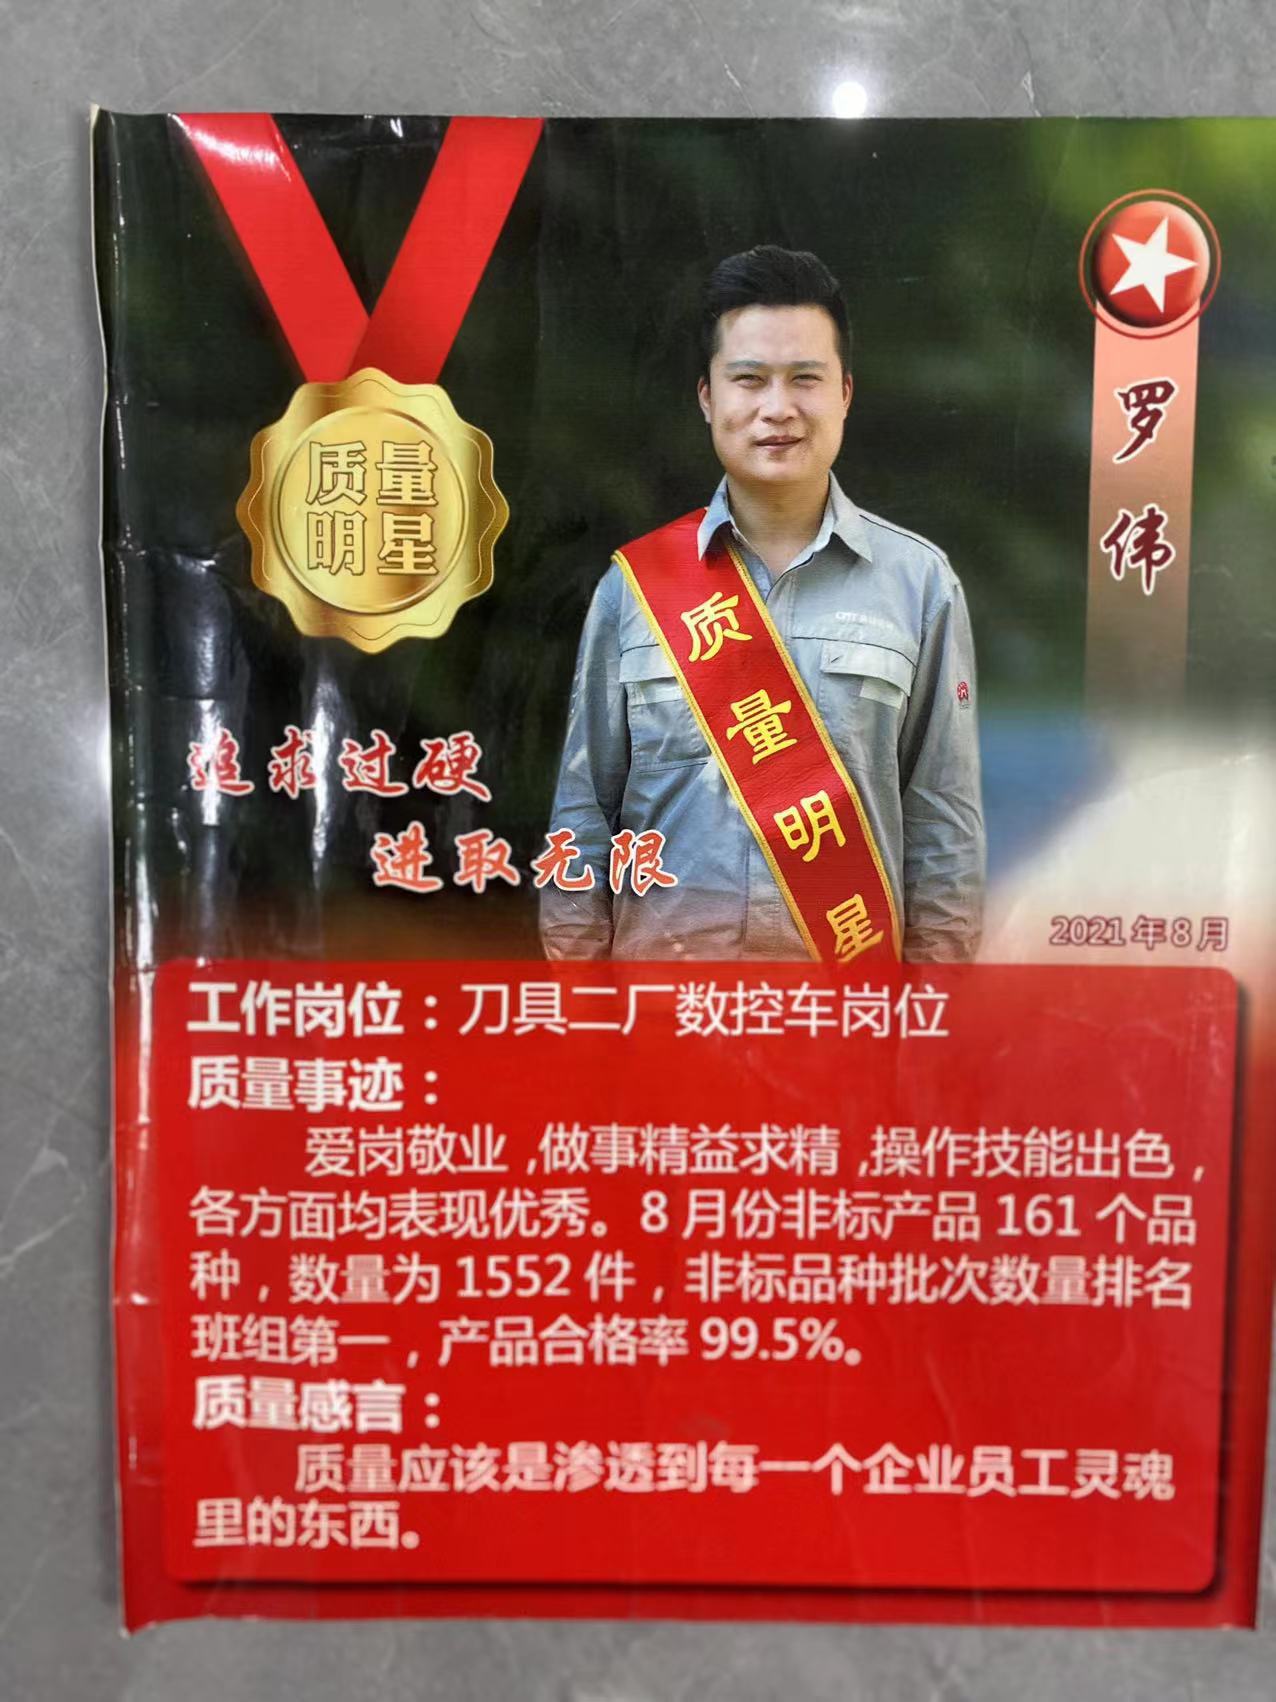 质量
明星
罗伟
质量明星
追求过硬
进取无限
2021年8月
工作岗位：刀具二厂数控车岗位
质量事迹：
爱岗敬业，做事精益求精，操作技能出色，
各方面均表现优秀。8月份非标产品161个品
种，数量为1552件，非标品种批次数量排名
班组第一，产品合格率99.5%。
质量感言：
质量应该是渗透到每一个企业员工灵魂
里的东西。